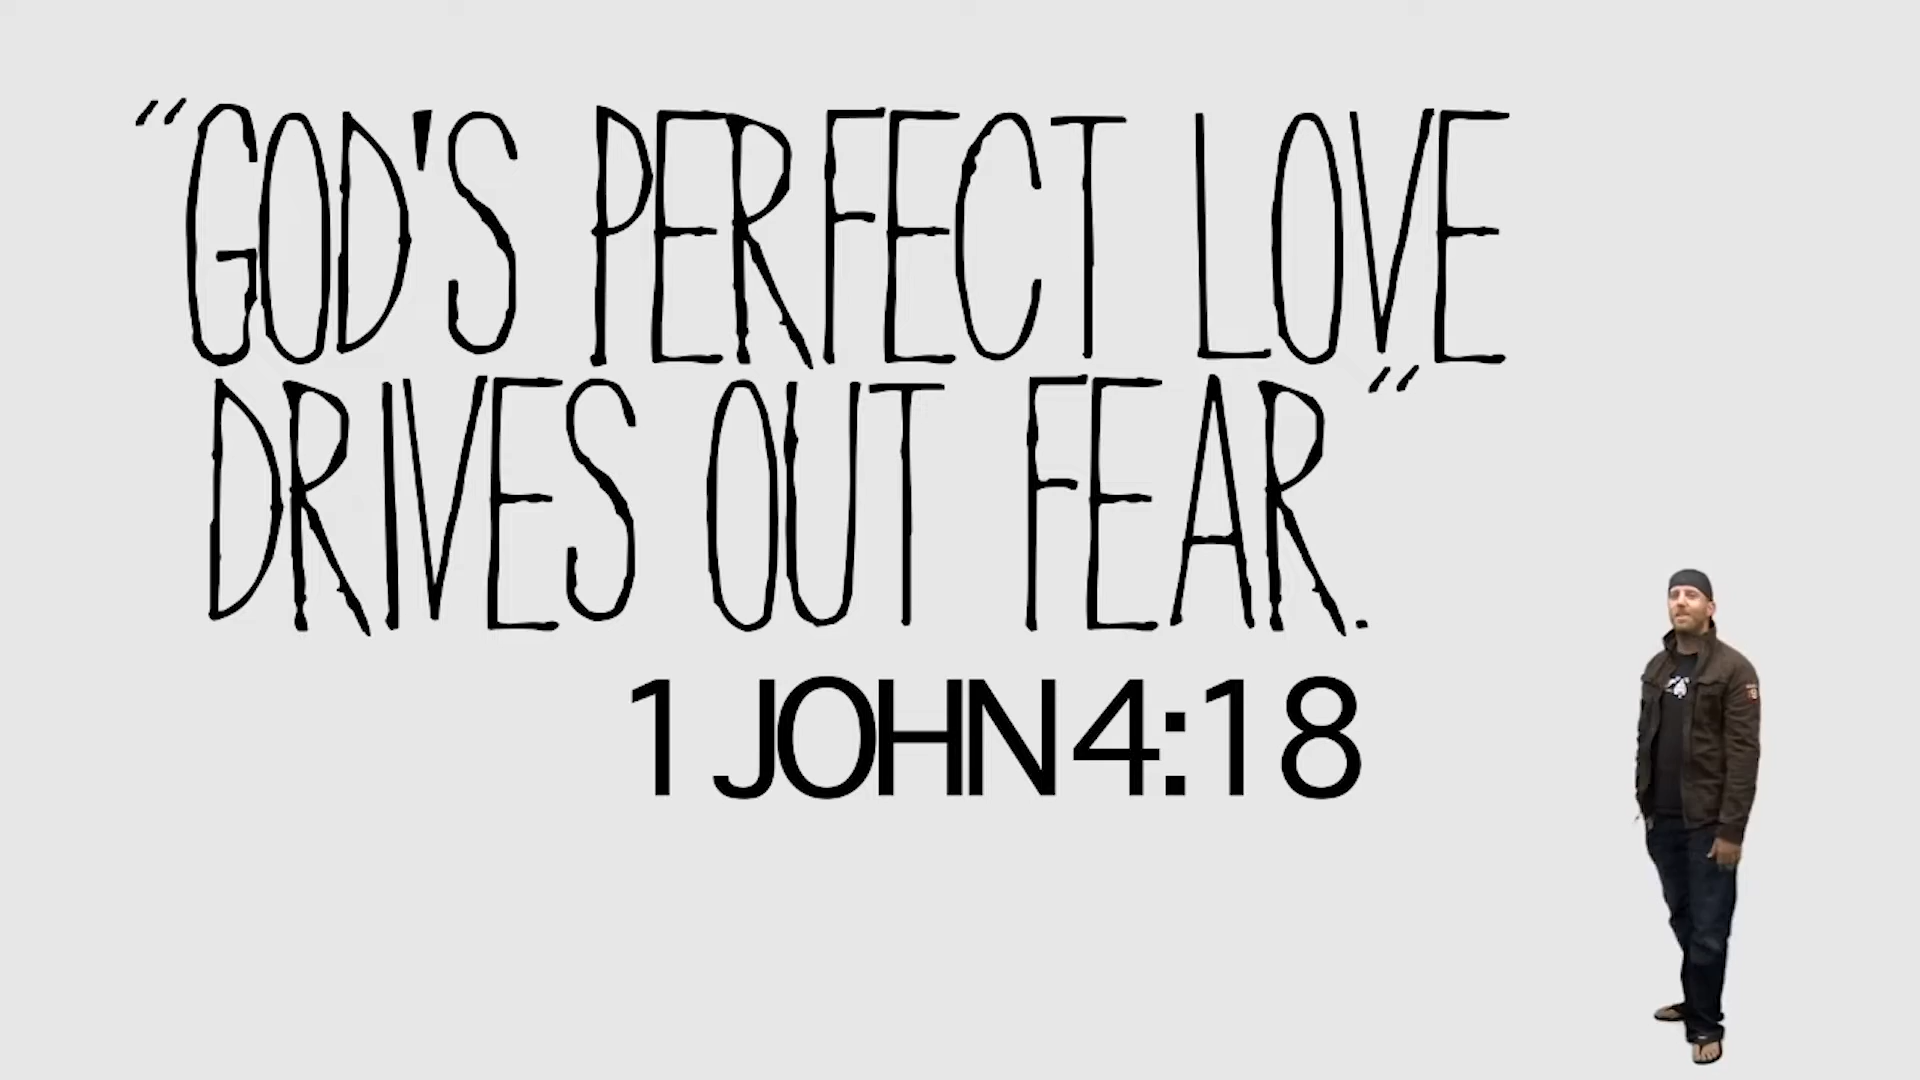 “GOD'S PERFECT LOVE
DRIVES OUT FEAR.“
1 JOHN 4:18